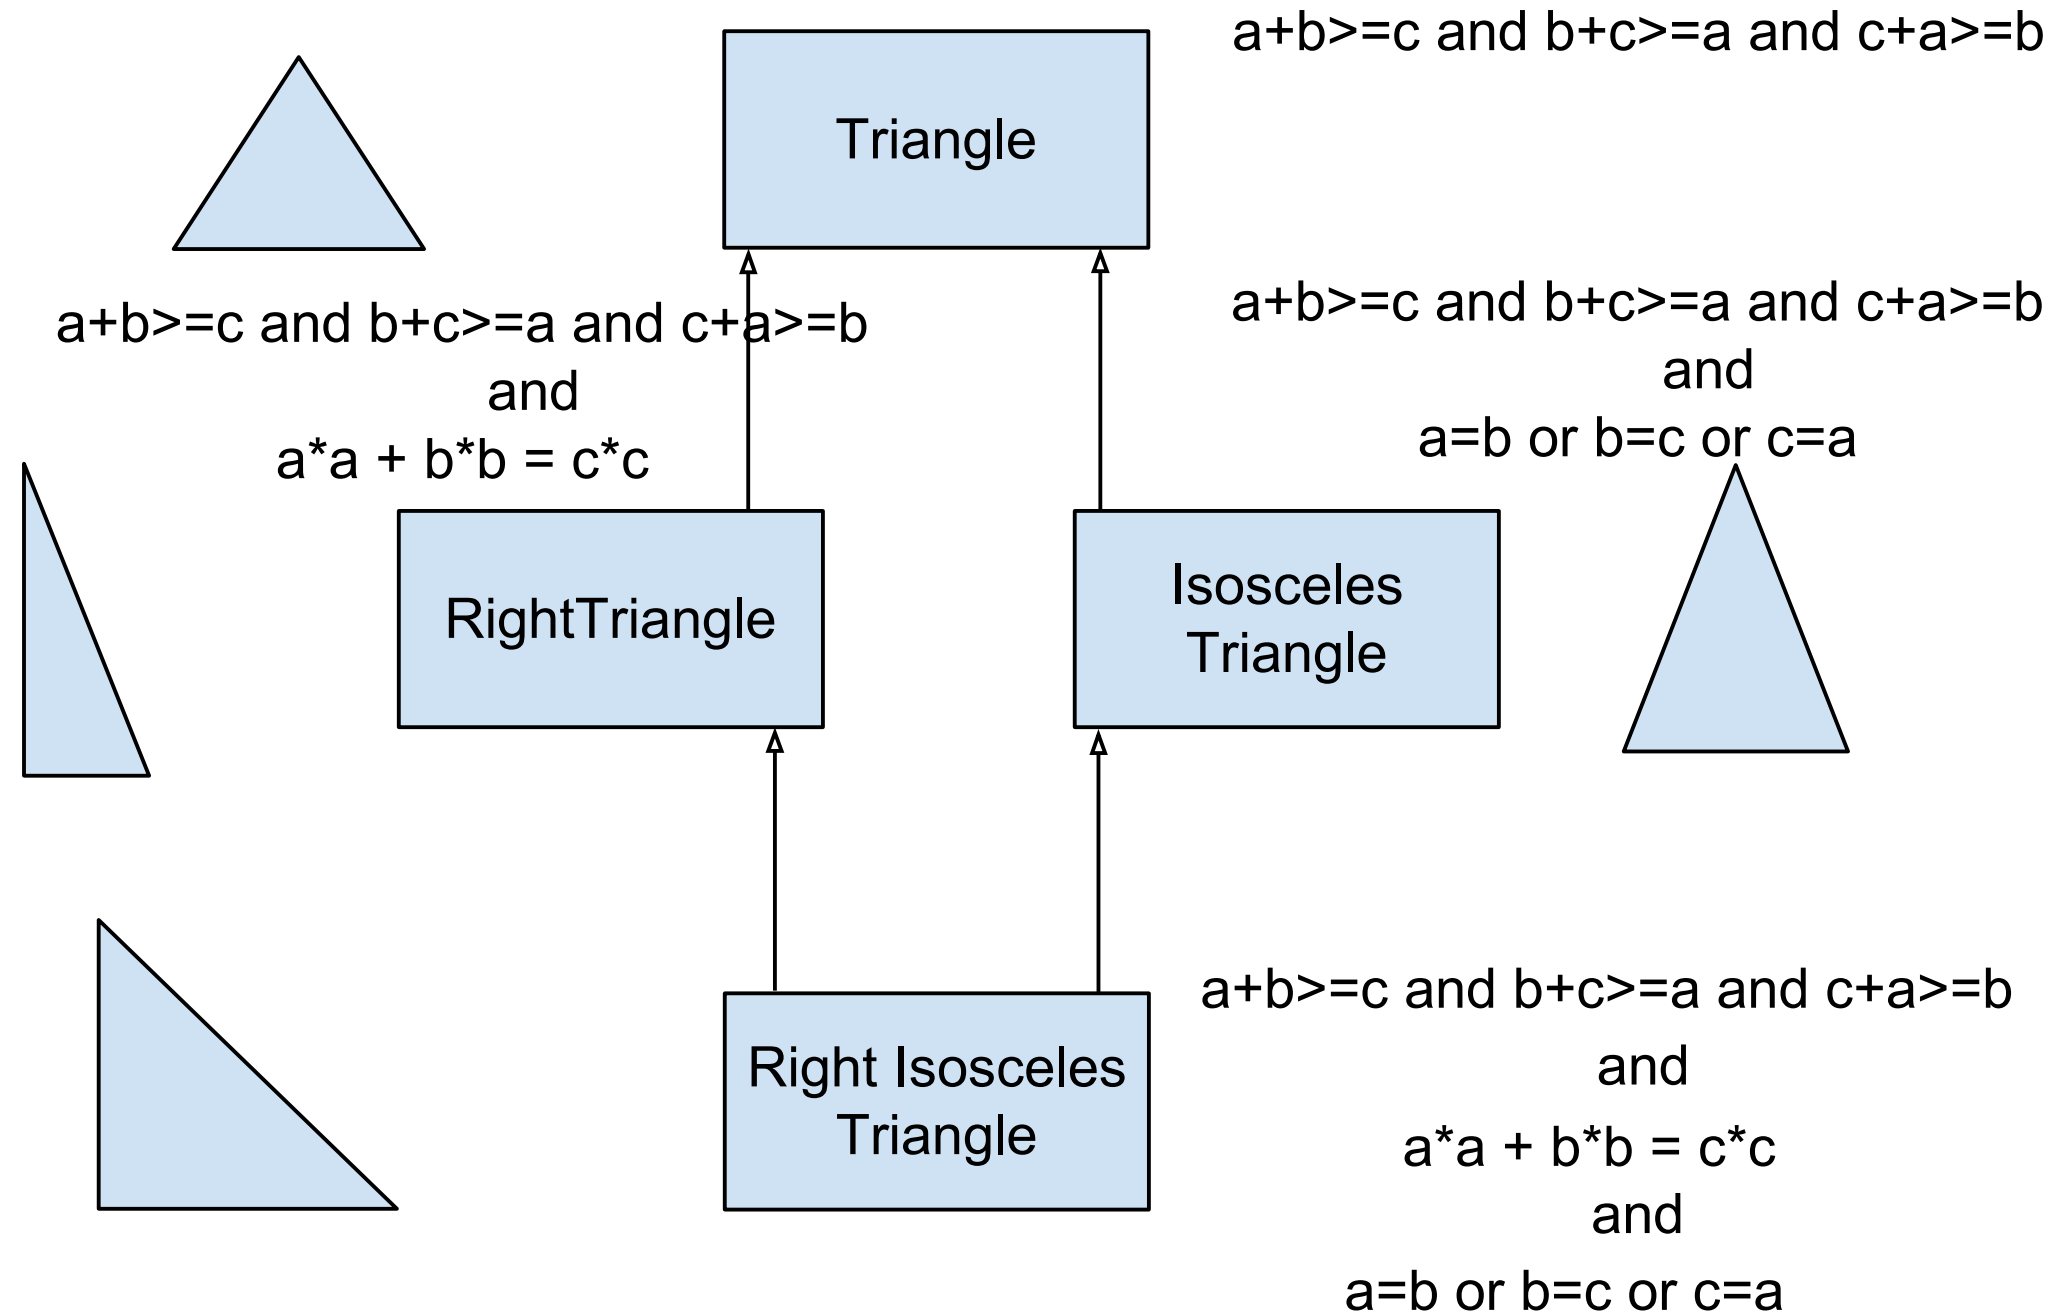 a+b>=c and b+c>=a and c+a>=b
Triangle
a+b>=c and b+c>=a and c+a>=b
and
a*a + b*b = c*c
a+b>=c and b+c>=a and c+a>=b
and
a=b or b=c or c=a
RightTriangle
Isosceles
Triangle
Right Isosceles
Triangle
a+b>=c and b+c>=a and c+a>=b
and
a*a + b*b = c*c
and
a=b or b=c or c=a